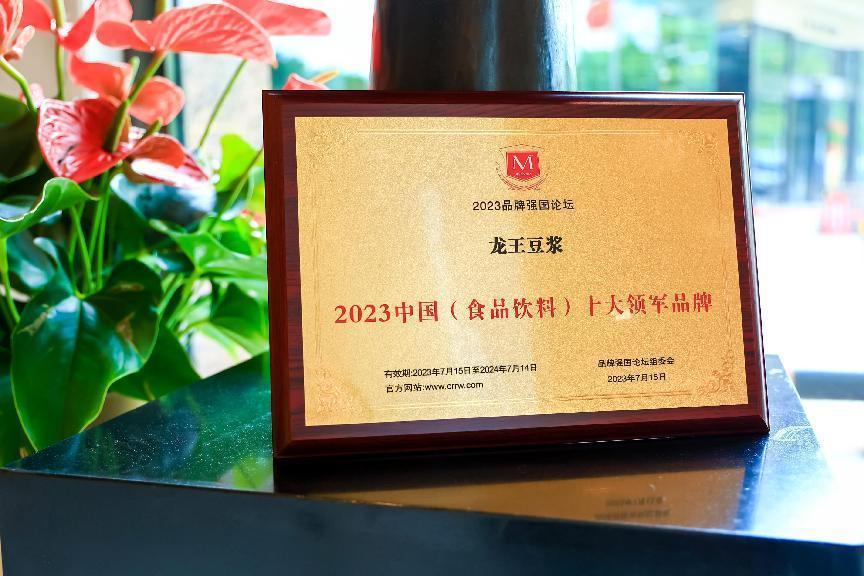 M
2023品牌强国论坛
龙王豆浆
2023中国（食品饮料）十大领军品牌
有效期:2023年7月15日至2024年7月14日
官方网站:www.crrw.com
品牌强国论坛组委会
2023年7月15日